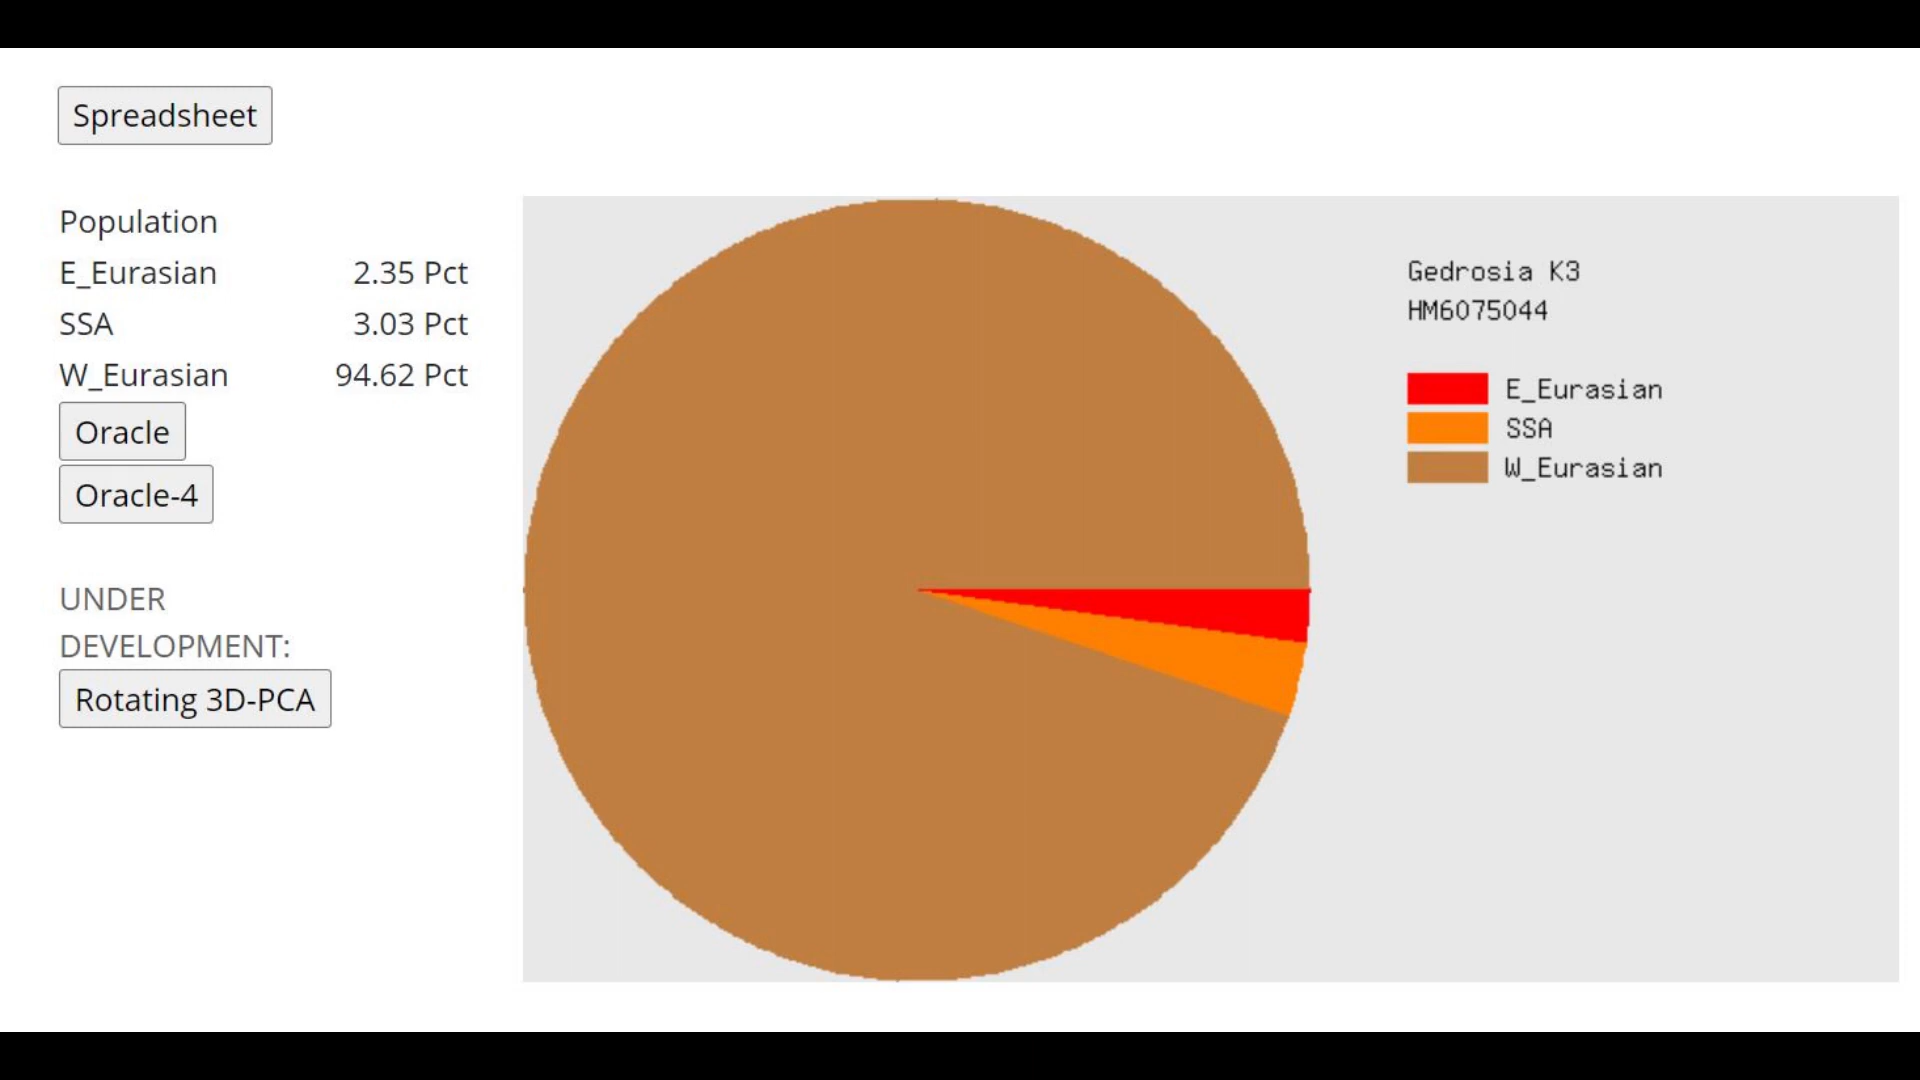 Spreadsheet
Population
E_Eurasian 2.35 Pct
SSA 3.03 Pct
W_Eurasian 94.62 Pct
Oracle
Oracle-4
UNDER
DEVELOPMENT:
Rotating 3D-PCA
Gedrosia K3
HM6075044
E_Eurasian
SSA
W_Eurasian